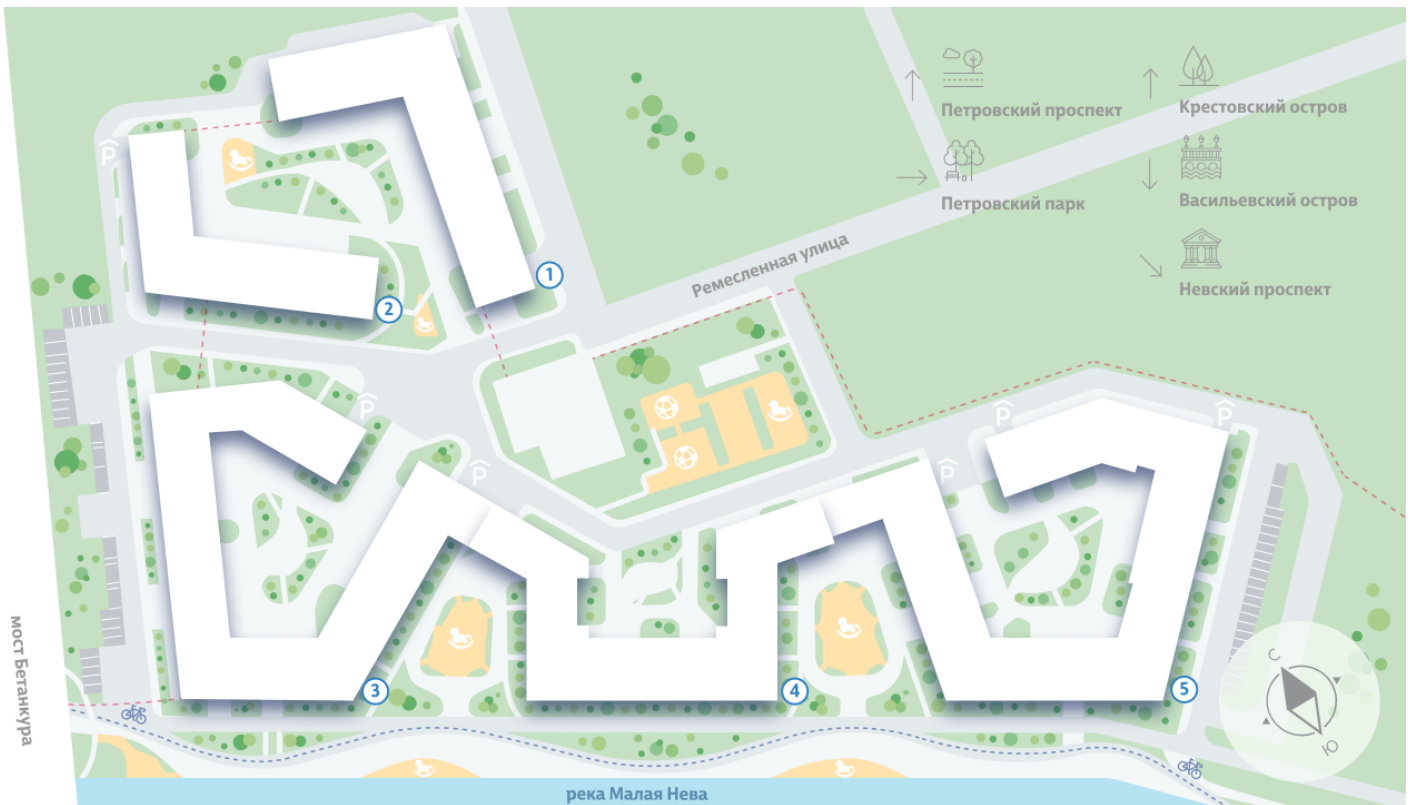 Петровский проспект
Крестовский остров
Петровский парк
Васильевский остров
Невский проспект
Ремесленная улица
1
2
P
P
P
P
P
P
3
4
5
мост Бетанкура
С
Ю
река Малая Нева